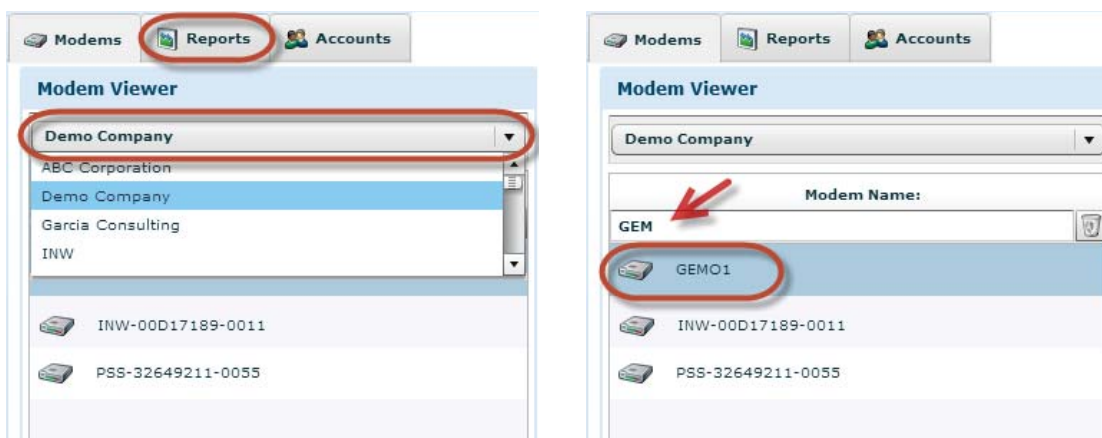 Modems Reports Accounts
Modem Viewer
Demo Company
ABC Corporation
Demo Company
Garcia Consulting
INW
INW-00D17189-0011
PSS-32649211-0055
Modems Reports Accounts
Modem Viewer
Demo Company
Modem Name:
GEM
GEMO1
INW-00D17189-0011
PSS-32649211-0055